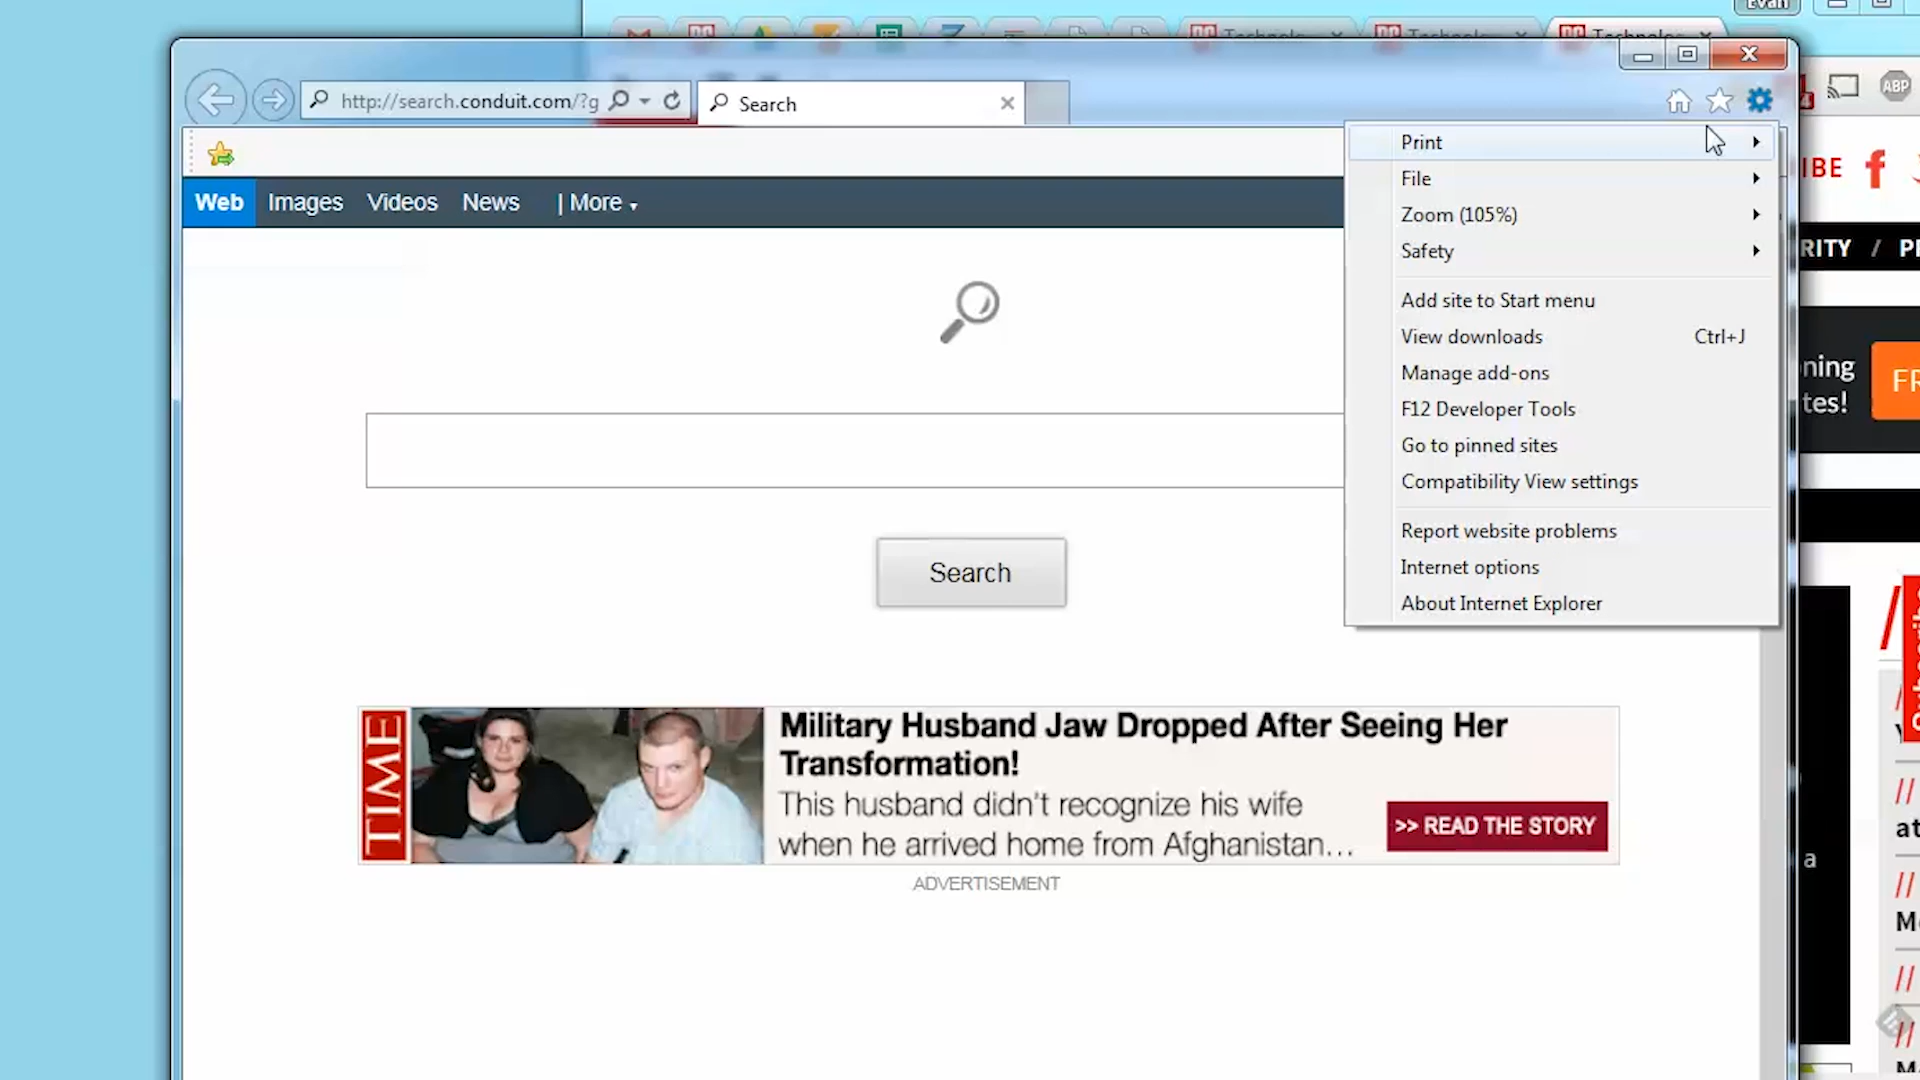 Evan
Technolo
Technology
Technolog
http://search.conduit.com/?g
Search
ABP
Web
Images
Videos
News
| More
Print
File
Zoom (105%)
Safety
Add site to Start menu
View downloads Ctrl+J
Manage add-ons
F12 Developer Tools
Go to pinned sites
Compatibility View settings
Report website problems
Internet options
About Internet Explorer
IBE
RITY / P
ning
tes!
FR
Search
TIME
Military Husband Jaw Dropped After Seeing Her
Transformation!
This husband didn't recognize his wife
when he arrived home from Afghanistan...
>> READ THE STORY
ADVERTISEMENT
//
at
a
//
//
//